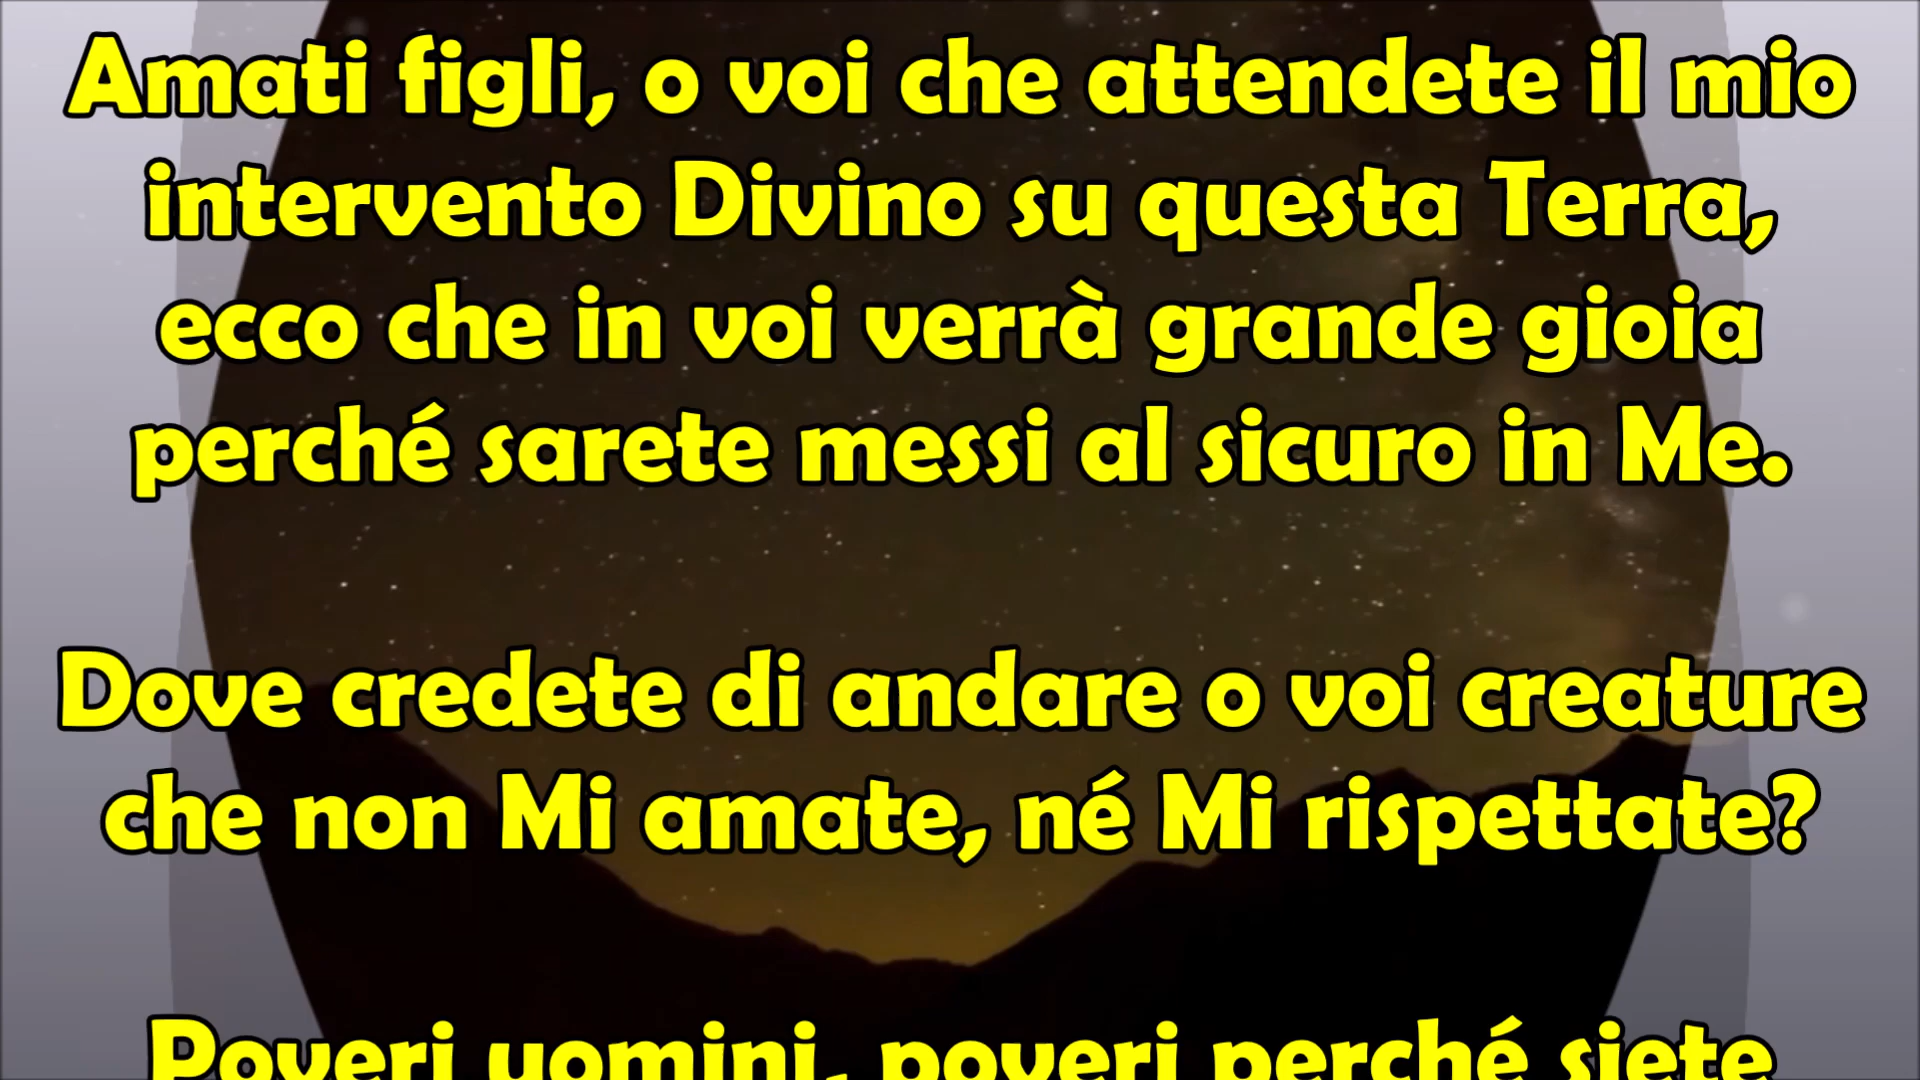 Amati figli, o voi che attendete il mio
intervento Divino su questa Terra,
ecco che in voi verrà grande gioia
perché sarete messi al sicuro in Me.
Dove credete di andare o voi creature
che non Mi amate, né Mi rispettate?
Poveri uomini, poveri perché siete